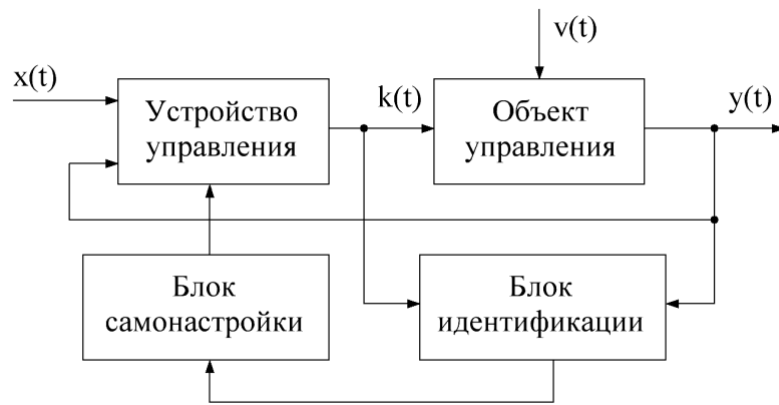 v(t)
x(t)
Устройство
управления
k(t)
Объект
управления
y(t)
Блок
самонастройки
Блок
идентификации